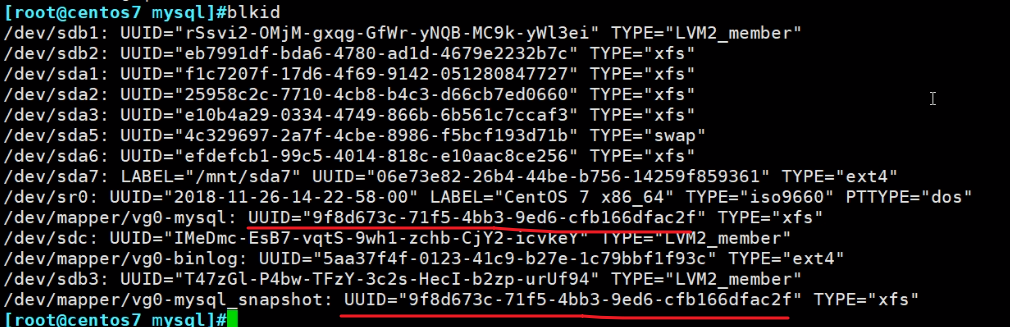 [root@centos7 mysql]#blkid
/dev/sdb1: UUID="rSsvi2-OMjM-gxqg-GfWr-yNQB-MC9k-yWl3ei" TYPE="LVM2_member"
/dev/sdb2: UUID="eb7991df-bda6-4780-ad1d-4679e2232b7c" TYPE="xfs"
/dev/sda1: UUID="f1c7207f-17d6-4f69-9142-051280847727" TYPE="xfs"
/dev/sda2: UUID="25958c2c-7710-4cb8-b4c3-d66cb7ed0660" TYPE="xfs"
/dev/sda3: UUID="e10b4a29-0334-4749-866b-6b561c7ccaf3" TYPE="xfs"
/dev/sda5: UUID="4c329697-2a7f-4cbe-8986-f5bcf193d71b" TYPE="swap"
/dev/sda6: UUID="efdefcb1-99c5-4014-818c-e10aac8ce256" TYPE="xfs"
/dev/sda7: LABEL="/mnt/sda7" UUID="06e73e82-26b4-44be-b756-14259f859361" TYPE="ext4"
/dev/sr0: UUID="2018-11-26-14-22-58-00" LABEL="CentOS 7 x86_64" TYPE="iso9660" PTTYPE="dos"
/dev/mapper/vg0-mysql: UUID="9f8d673c-71f5-4bb3-9ed6-cfb166dfac2f" TYPE="xfs"
/dev/sdc: UUID="IMeDmc-EsB7-vqtS-9wh1-zchb-CjY2-icvkeY" TYPE="LVM2_member"
/dev/mapper/vg0-binlog: UUID="5aa37f4f-0123-41c9-b27e-1c79bbf1f93c" TYPE="ext4"
/dev/sdb3: UUID="T47zGl-P4bw-TFzY-3c2s-HecI-b2zp-urUf94" TYPE="LVM2_member"
/dev/mapper/vg0-mysql_snapshot: UUID="9f8d673c-71f5-4bb3-9ed6-cfb166dfac2f" TYPE="xfs"
[root@centos7 mysql]#